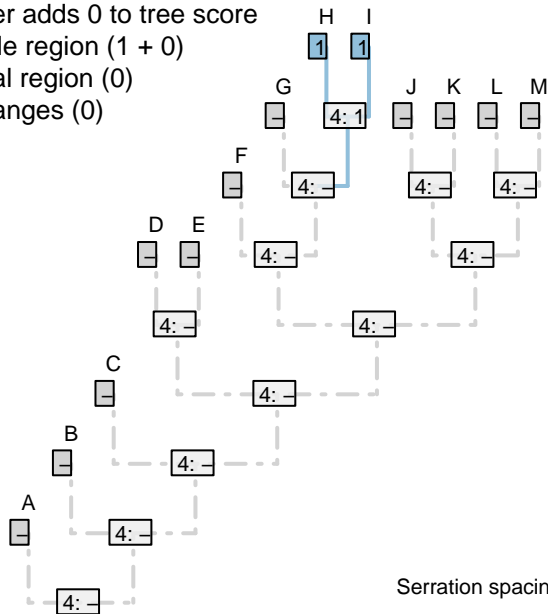 er adds 0 to tree score
le region (1 + 0)
al region (0)
anges (0)
H I
1 1
G J K L M
– 4: 1 – – – –
F
– 4: – 4: – 4: –
D E
– – 4: – 4: –
4: – 4: –
C
– 4: –
B
– 4: –
A
– 4: –
4: –
Serration spacin